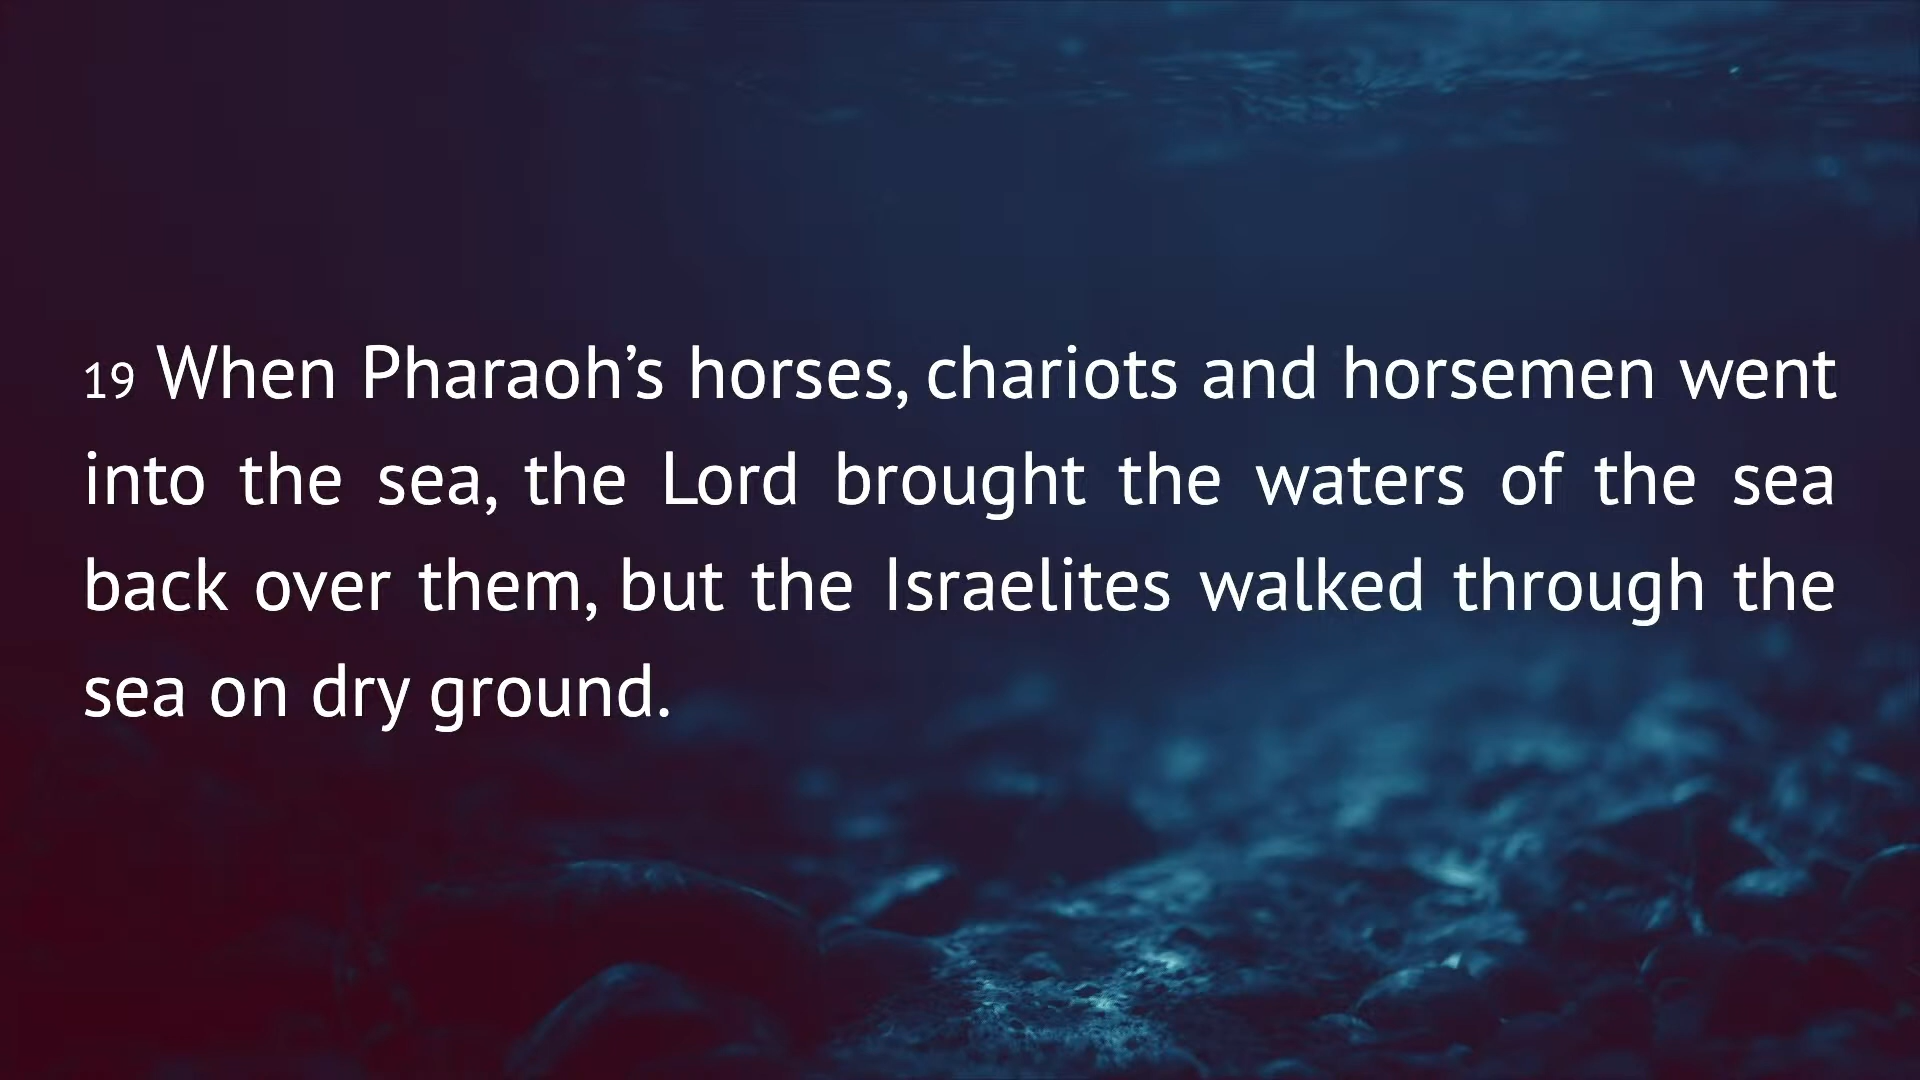 19 When Pharaoh’s horses, chariots and horsemen went
into the sea, the Lord brought the waters of the sea
back over them, but the Israelites walked through the
sea on dry ground.